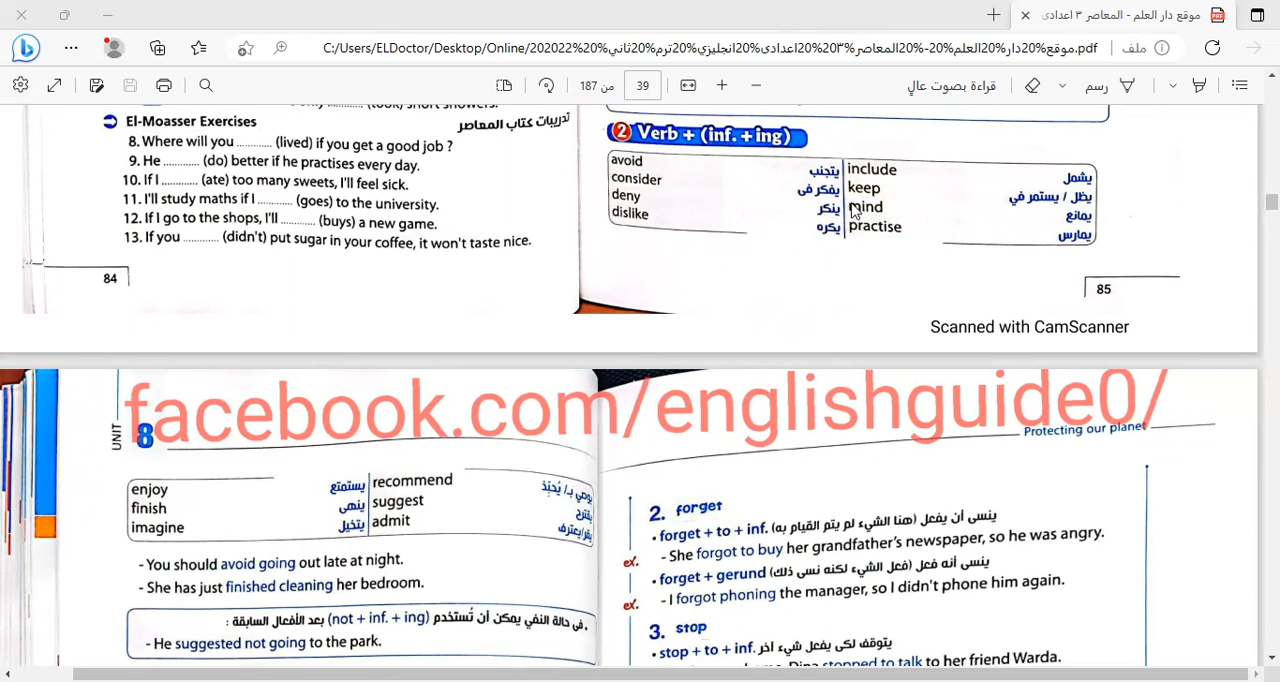 موقع دار العلم - المعاصر ٣ اعدادى
C:/Users/ELDoctor/Desktop/Online/202022%20موقع%20دار%20العلم%20-%20المعاصر%20٣%20اعدادى%20انجليزي%20ترم%20ثاني.pdf
ملف
قراءة بصوت عالٍ
رسم
من 187
39
(took) short showers.
El-Moasser Exercises
تدريبات كتاب المعاصر
8. Where will you ............ (lived) if you get a good job ?
9. He ............ (do) better if he practises every day.
10. If I ............ (ate) too many sweets, I'll feel sick.
11. I'll study maths if I ............ (goes) to the university.
12. If I go to the shops, I'll ............ (buys) a new game.
13. If you ............ (didn't) put sugar in your coffee, it won't taste nice.
84
2 Verb + (inf. + ing)
avoid يتجنب include يشمل
consider يفكر فى keep يظل / يستمر في
deny ينكر mind يمانع
dislike يكره practise يمارس
85
Scanned with CamScanner
facebook.com/englishguide0/
UNIT 8
enjoy يستمتع recommend يوصي بـ/ يُحبّذ
finish ينهى suggest يقترح
imagine يتخيل admit يقر/يعترف
- You should avoid going out late at night.
- She has just finished cleaning her bedroom.
. فى حالة النفي يمكن أن تُستخدم (not + inf. + ing) بعد الأفعال السابقة :
- He suggested not going to the park.
Protecting our planet
2. forget
• forget + to + inf. ينسى أن يفعل (هنا الشيء لم يتم القيام به)
ex. - She forgot to buy her grandfather's newspaper, so he was angry.
• forget + gerund ينسى أنه فعل (فعل الشيء لكنه نسى ذلك)
ex. - I forgot phoning the manager, so I didn't phone him again.
3. stop
• stop + to + inf. يتوقف لكى يفعل شيء اخر
stopped to talk to her friend Warda.